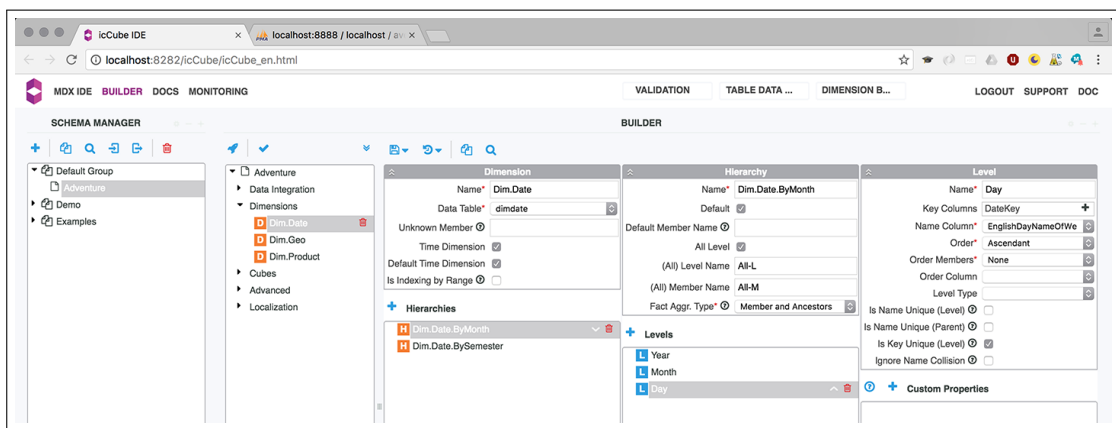 icCube IDE
localhost:8888 / localhost / av
localhost:8282/icCube/icCube_en.html
MDX IDE BUILDER DOCS MONITORING VALIDATION TABLE DATA ... DIMENSION B... LOGOUT SUPPORT DOC
SCHEMA MANAGER BUILDER
Default Group
Adventure
Demo
Examples
Adventure
Data Integration
Dimensions
D Dim.Date
D Dim.Geo
D Dim.Product
Cubes
Advanced
Localization
Dimension
Name* Dim.Date
Data Table* dimdate
Unknown Member
Time Dimension
Default Time Dimension
Is Indexing by Range
Hierarchies
H Dim.Date.ByMonth
H Dim.Date.BySemester
Hierarchy
Name* Dim.Date.ByMonth
Default
Default Member Name
All Level
(All) Level Name All-L
(All) Member Name All-M
Fact Aggr. Type* Member and Ancestors
Levels
L Year
L Month
L Day
Level
Name* Day
Key Columns DateKey
Name Column* EnglishDayNameOfWe
Order* Ascendant
Order Members* None
Order Column
Level Type
Is Name Unique (Level)
Is Name Unique (Parent)
Is Key Unique (Level)
Ignore Name Collision
Custom Properties